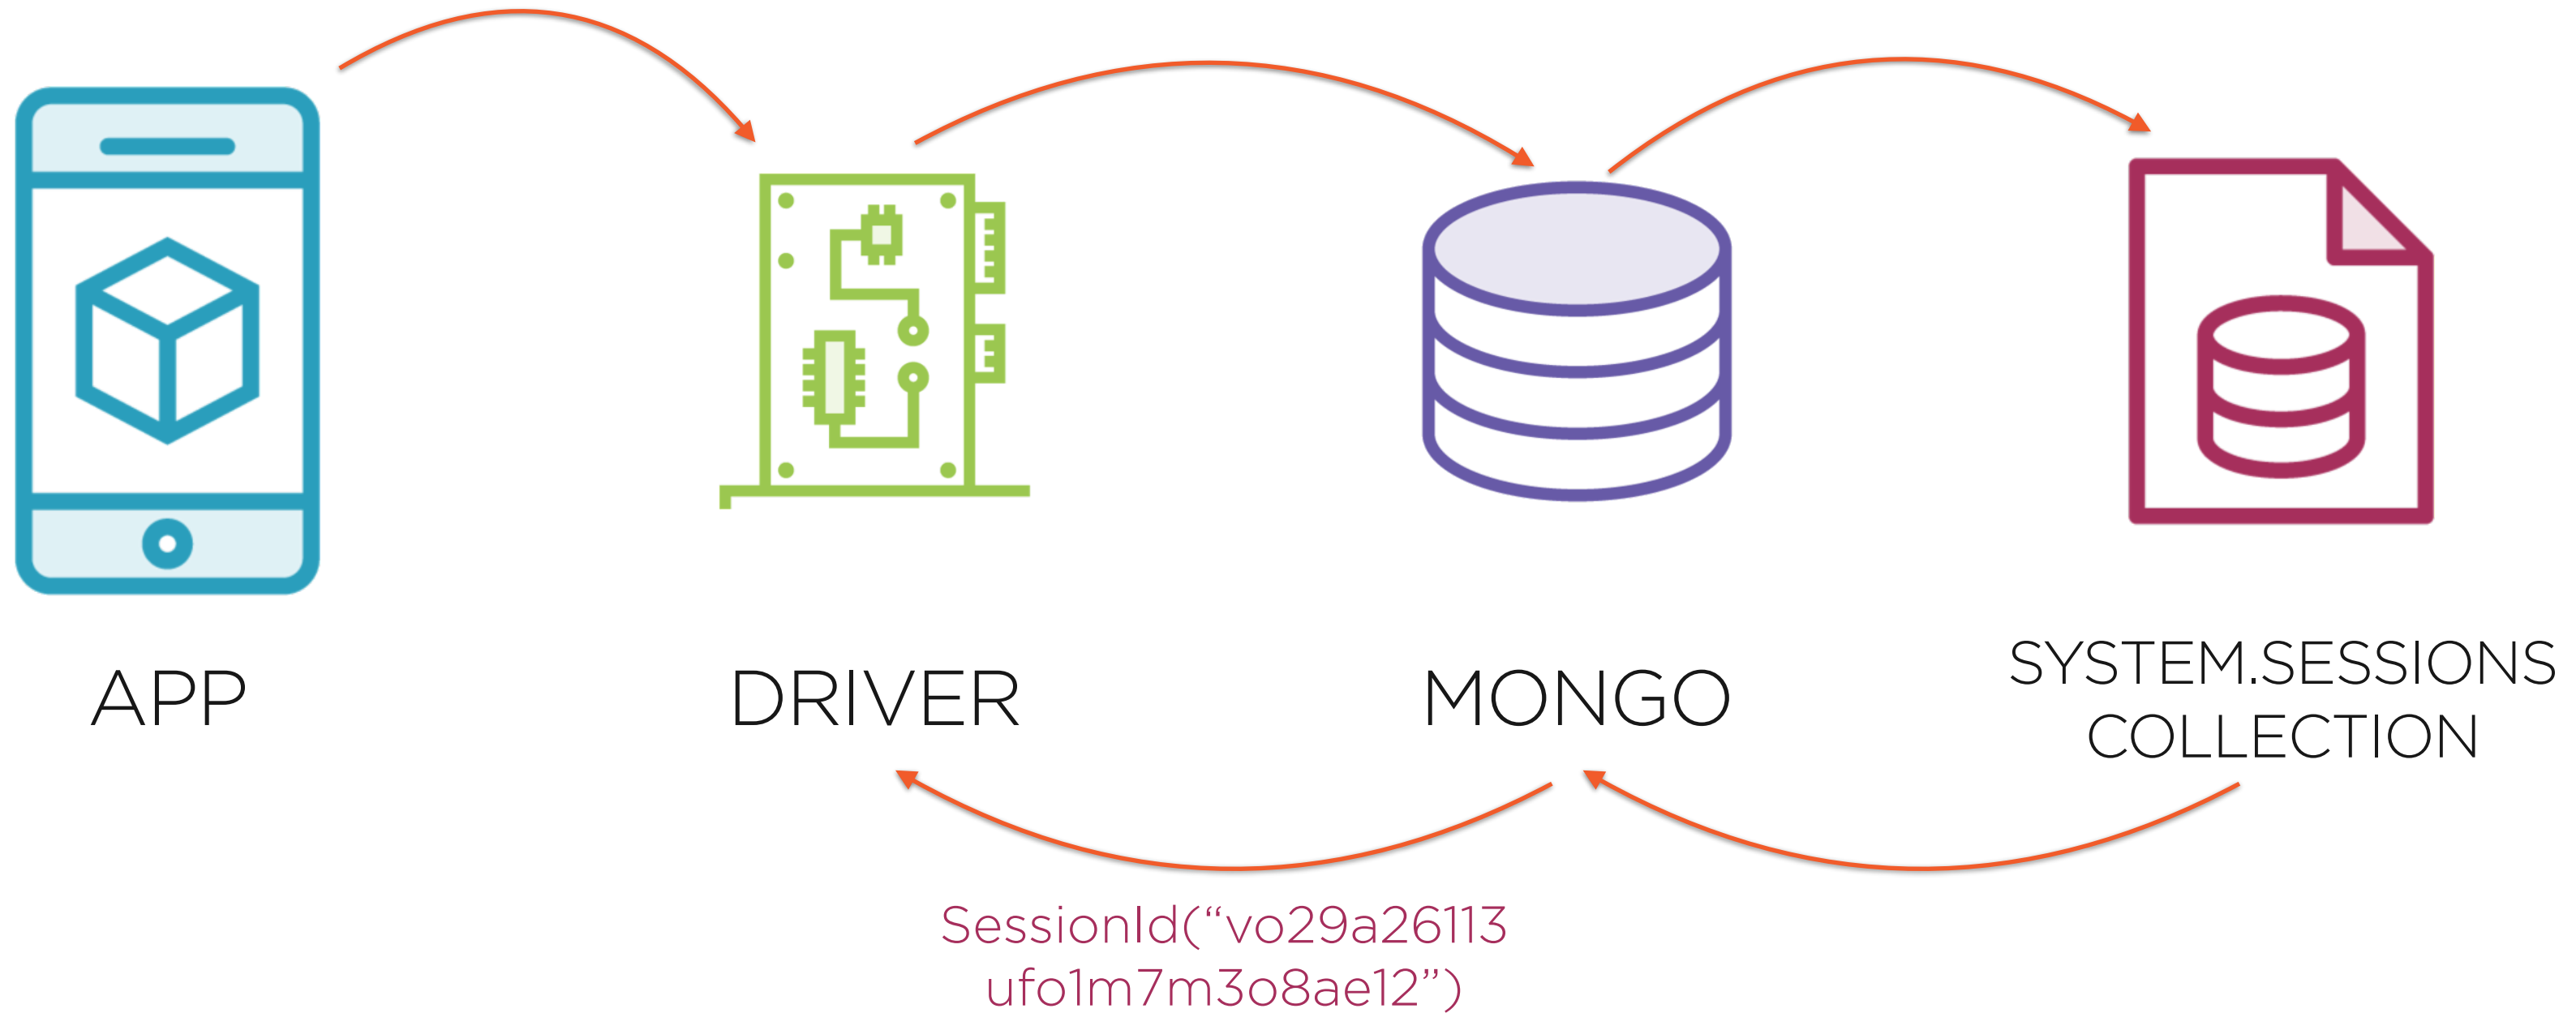 APP
DRIVER
MONGO
SYSTEM.SESSIONS
COLLECTION
SessionId(“vo29a26113
ufo1m7m3o8ae12”)